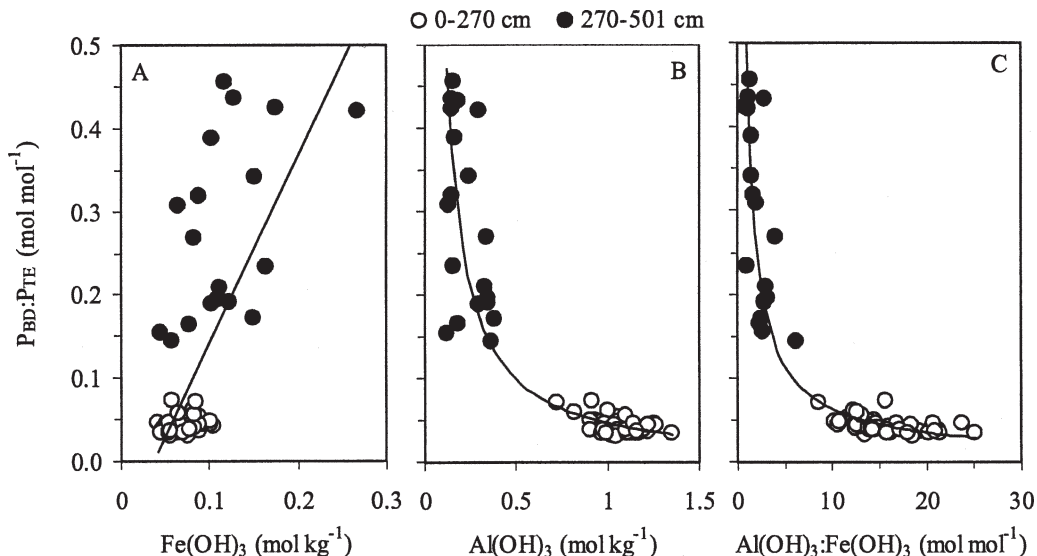 ○ 0-270 cm ● 270-501 cm
A
B
C
P_BD:P_TE (mol mol⁻¹)
0.5
0.4
0.3
0.2
0.1
0.0
0 0.1 0.2 0.3
0 0.5 1 1.5
0 10 20 30
Fe(OH)₃ (mol kg⁻¹)
Al(OH)₃ (mol kg⁻¹)
Al(OH)₃:Fe(OH)₃ (mol mol⁻¹)